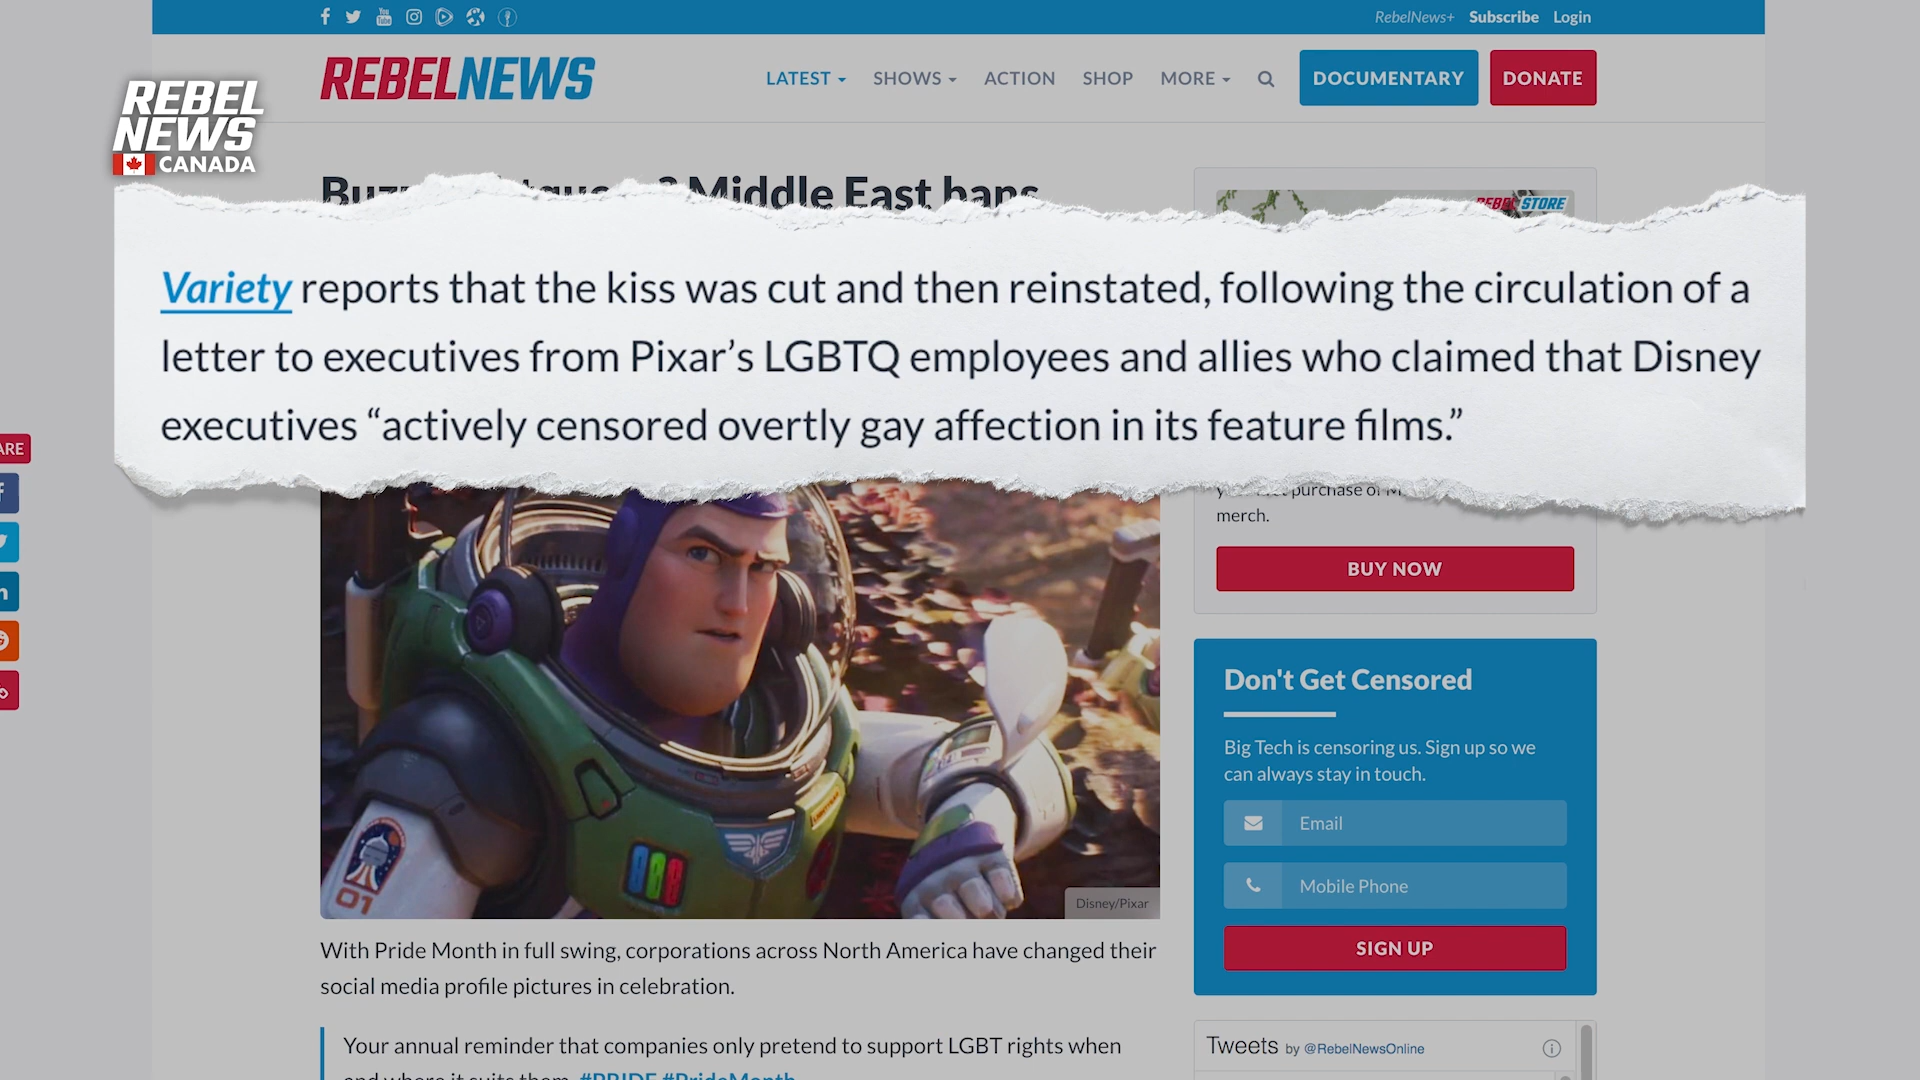 RebelNews+ Subscribe Login
REBELNEWS
LATEST SHOWS ACTION SHOP MORE DOCUMENTARY DONATE
REBEL
NEWS
CANADA
Middle East bans
REBEL STORE
Variety reports that the kiss was cut and then reinstated, following the circulation of a
letter to executives from Pixar’s LGBTQ employees and allies who claimed that Disney
executives “actively censored overtly gay affection in its feature films.”
purchase of
merch.
BUY NOW
01
Disney/Pixar
Don't Get Censored
Big Tech is censoring us. Sign up so we
can always stay in touch.
Email
Mobile Phone
SIGN UP
With Pride Month in full swing, corporations across North America have changed their
social media profile pictures in celebration.
Your annual reminder that companies only pretend to support LGBT rights when
and where it suits them. #PRIDE #PrideMonth
Tweets by @RebelNewsOnline